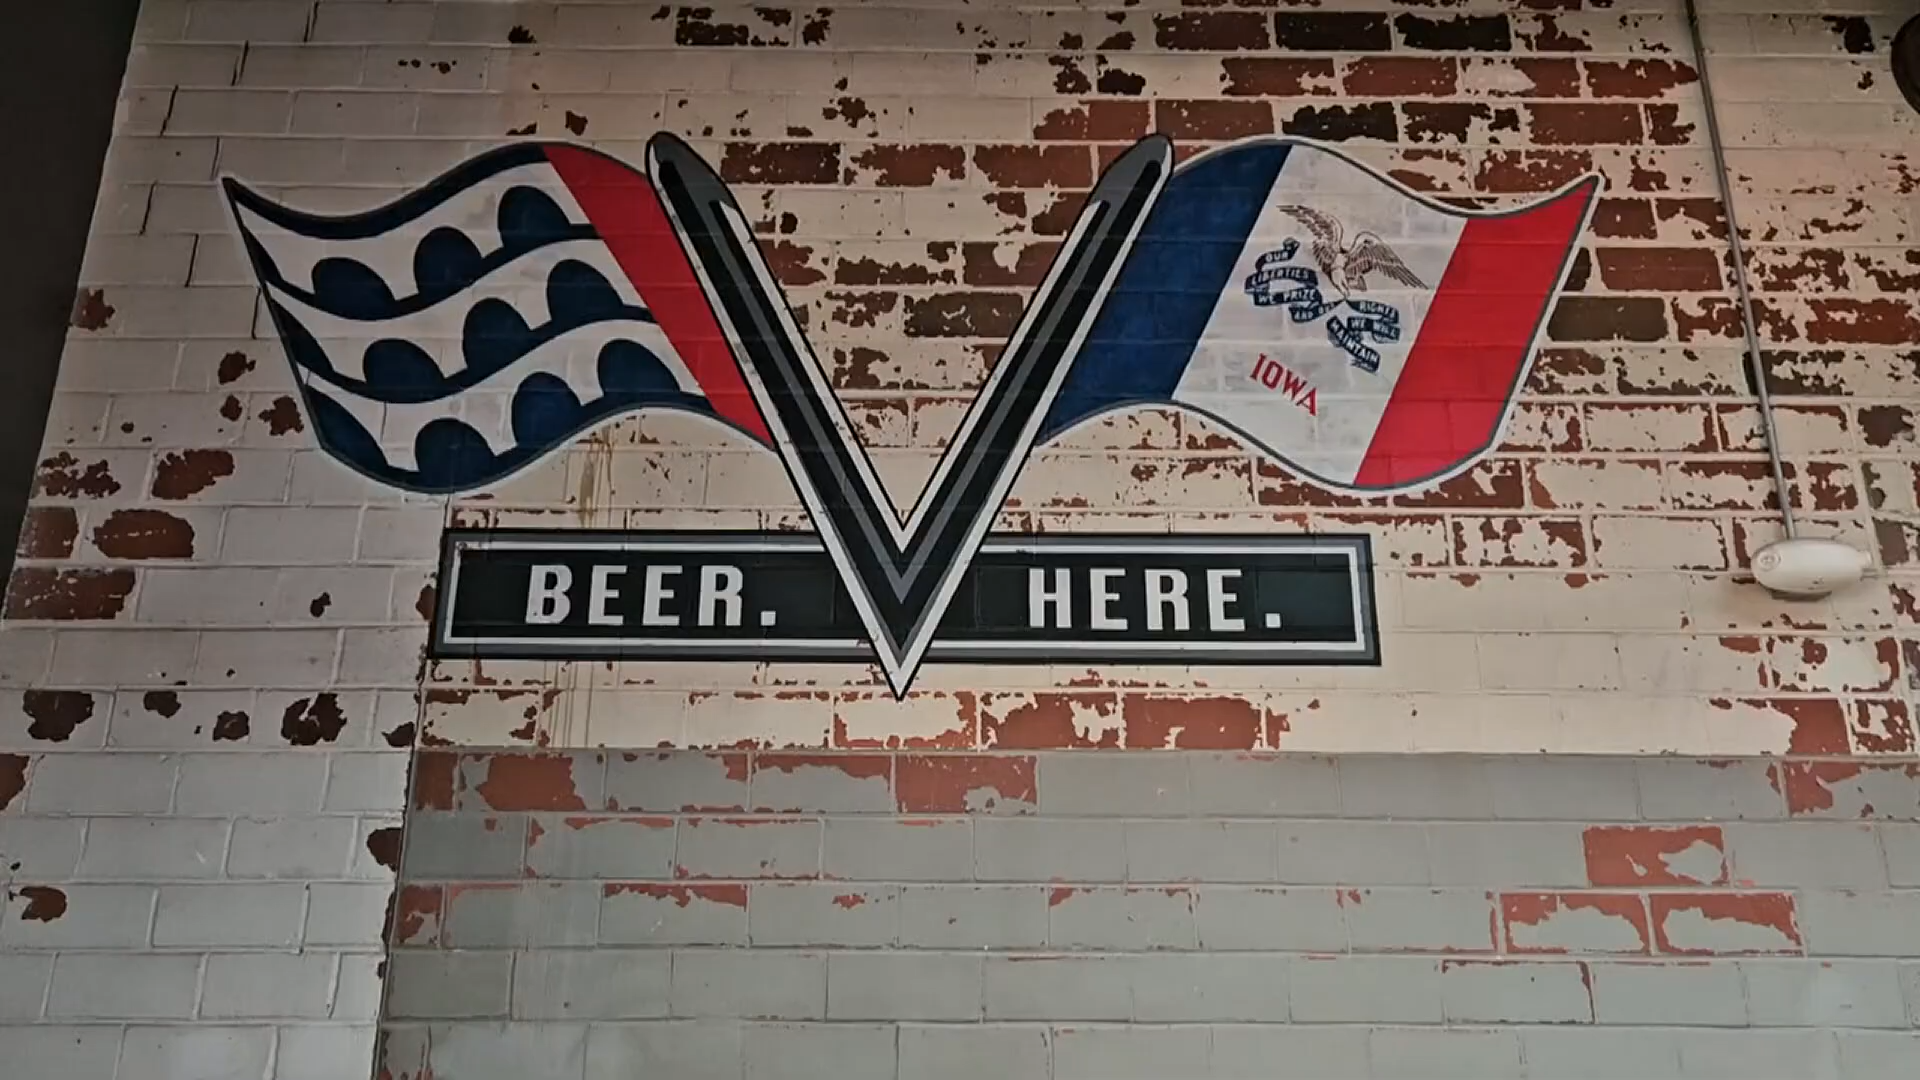 OUR
LIBERTIES
WE PRIZE
AND OUR
RIGHTS
WE WILL
MAINTAIN
IOWA
V
BEER. HERE.